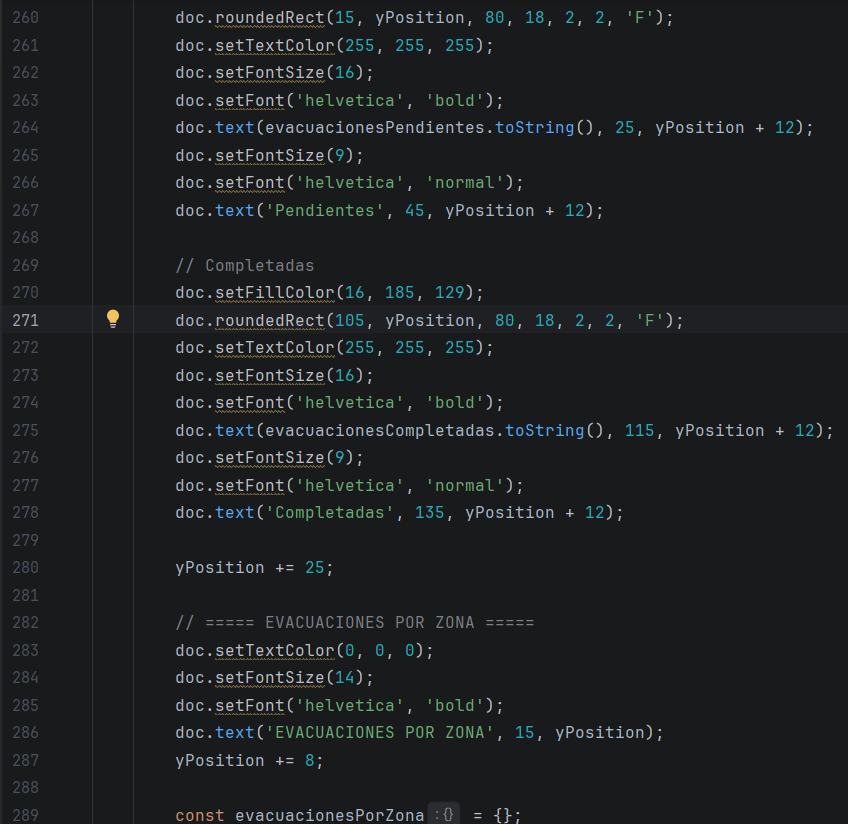 260 doc.roundedRect(15, yPosition, 80, 18, 2, 2, 'F');
261 doc.setTextColor(255, 255, 255);
262 doc.setFontSize(16);
263 doc.setFont('helvetica', 'bold');
264 doc.text(evacuacionesPendientes.toString(), 25, yPosition + 12);
265 doc.setFontSize(9);
266 doc.setFont('helvetica', 'normal');
267 doc.text('Pendientes', 45, yPosition + 12);
268
269 // Completadas
270 doc.setFillColor(16, 185, 129);
271 doc.roundedRect(105, yPosition, 80, 18, 2, 2, 'F');
272 doc.setTextColor(255, 255, 255);
273 doc.setFontSize(16);
274 doc.setFont('helvetica', 'bold');
275 doc.text(evacuacionesCompletadas.toString(), 115, yPosition + 12);
276 doc.setFontSize(9);
277 doc.setFont('helvetica', 'normal');
278 doc.text('Completadas', 135, yPosition + 12);
279
280 yPosition += 25;
281
282 // ===== EVACUACIONES POR ZONA =====
283 doc.setTextColor(0, 0, 0);
284 doc.setFontSize(14);
285 doc.setFont('helvetica', 'bold');
286 doc.text('EVACUACIONES POR ZONA', 15, yPosition);
287 yPosition += 8;
288
289 const evacuacionesPorZona :{} = {};